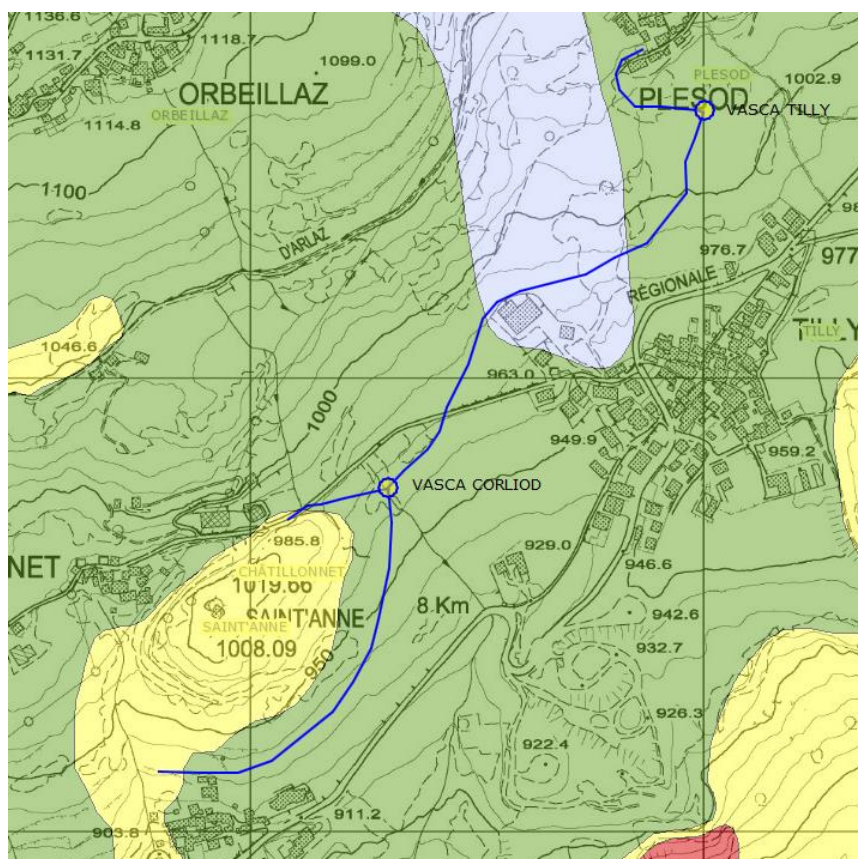 1136.6
1118.7
1131.7
1099.0
ORBEILLAZ
ORBEILLAZ
1114.8
PLESOD
PLESOD
1002.9
VASCA TILLY
1100
D'ARLAZ
976.7
98
977
RÉGIONALE
TILLY
TILLY
1046.6
963.0
1000
949.9
959.2
VASCA CORLIOD
985.8
929.0
NET
CHÂTILLONNET
1019.66
946.6
SAINT'ANNE
SAINT'ANNE
8 Km
942.6
1008.09
950
932.7
926.3
922.4
911.2
903.8